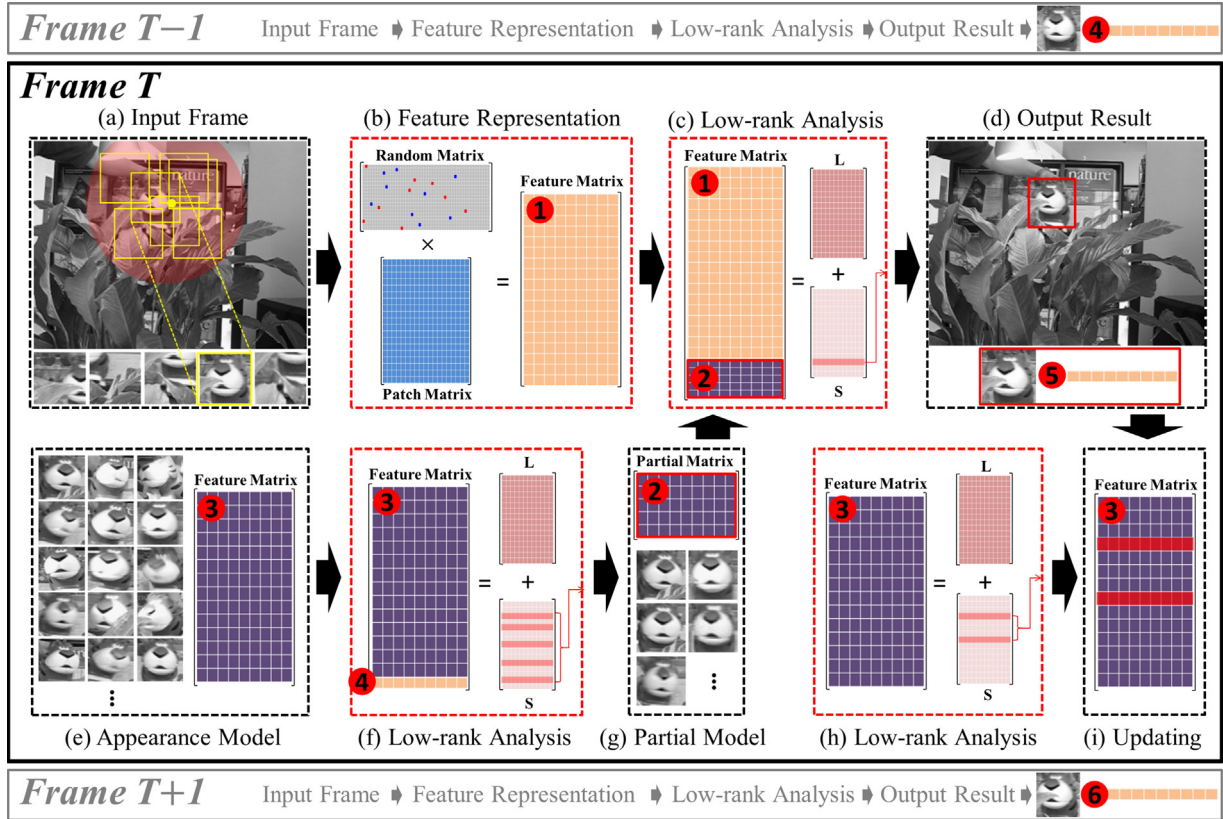 Frame T−1 Input Frame Feature Representation Low-rank Analysis Output Result 4
Frame T
(a) Input Frame
(b) Feature Representation
(c) Low-rank Analysis
(d) Output Result
nature
nature
Random Matrix
×
Patch Matrix
=
Feature Matrix
1
Feature Matrix
1
2
=
L
+
S
nature
nature
5
Feature Matrix
3
(e) Appearance Model
Feature Matrix
3
4
=
L
+
S
(f) Low-rank Analysis
Partial Matrix
2
(g) Partial Model
Feature Matrix
3
=
L
+
S
(h) Low-rank Analysis
Feature Matrix
3
(i) Updating
Frame T+1 Input Frame Feature Representation Low-rank Analysis Output Result 6